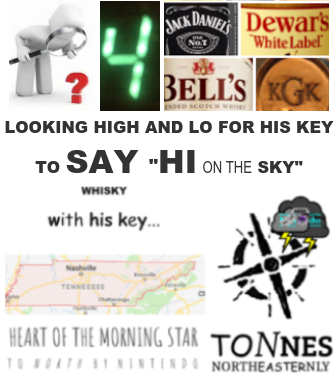 ?
4
JACK DANIEL'S
OLD
No.7
Dewar's
"White Label"
BELL'S
SCOTCH WHISKY
KGK
LOOKING HIGH AND LO FOR HIS KEY
TO SAY "HI ON THE SKY"
WHISKY
with his key...
Nashville
Knoxville
TENNESSEE
Chattanooga
HEART OF THE MORNING STAR
TO NORTH BY NINTENDO
TONNES
NORTHEASTERNLY